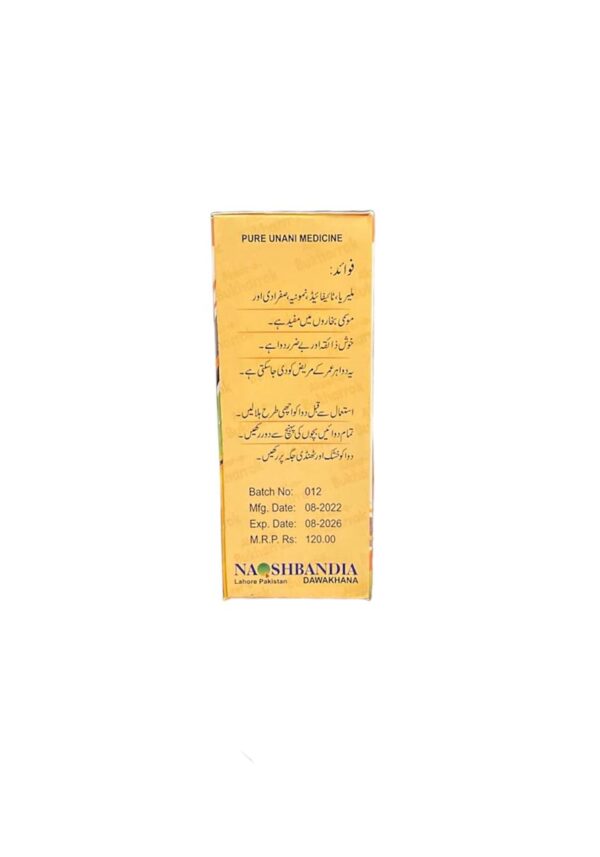 PURE UNANI MEDICINE
فوائد:
ملیریا، ٹائیفائیڈ، نمونیہ، صفراوی اور
موسمی بخاروں میں مفید ہے۔
خوش ذائقہ اور بے ضرر دوا ہے۔
یہ دوا ہر عمر کے مریض کو دی جا سکتی ہے۔
استعمال سے قبل دوا کو اچھی طرح ہلالیں۔
تمام دوائیں بچوں کی پہنچ سے دور رکھیں۔
دوا کو خشک اور ٹھنڈی جگہ پر رکھیں۔
Batch No: 012
Mfg. Date: 08-2022
Exp. Date: 08-2026
M.R.P. Rs: 120.00
NAQSHBANDIA
Lahore Pakistan DAWAKHANA